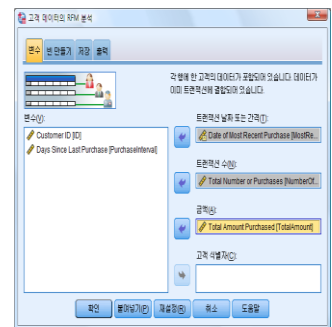 고객 데이터의 RFM 분석
변수 빈 만들기 저장 출력
각 행에 한 고객의 데이터가 포함되어 있습니다. 데이터가
이미 트랜잭션에 결합되어 있습니다.
변수(V):
Customer ID [ID]
Days Since Last Purchase [PurchaseInterval]
트랜잭션 날짜 또는 간격(T):
Date of Most Recent Purchase [MostRe...
트랜잭션 수(N):
Total Number or Purchases [NumberOf...
금액(A):
Total Amount Purchased [TotalAmount]
고객 식별자(C):
확인 붙여넣기(P) 재설정(R) 취소 도움말